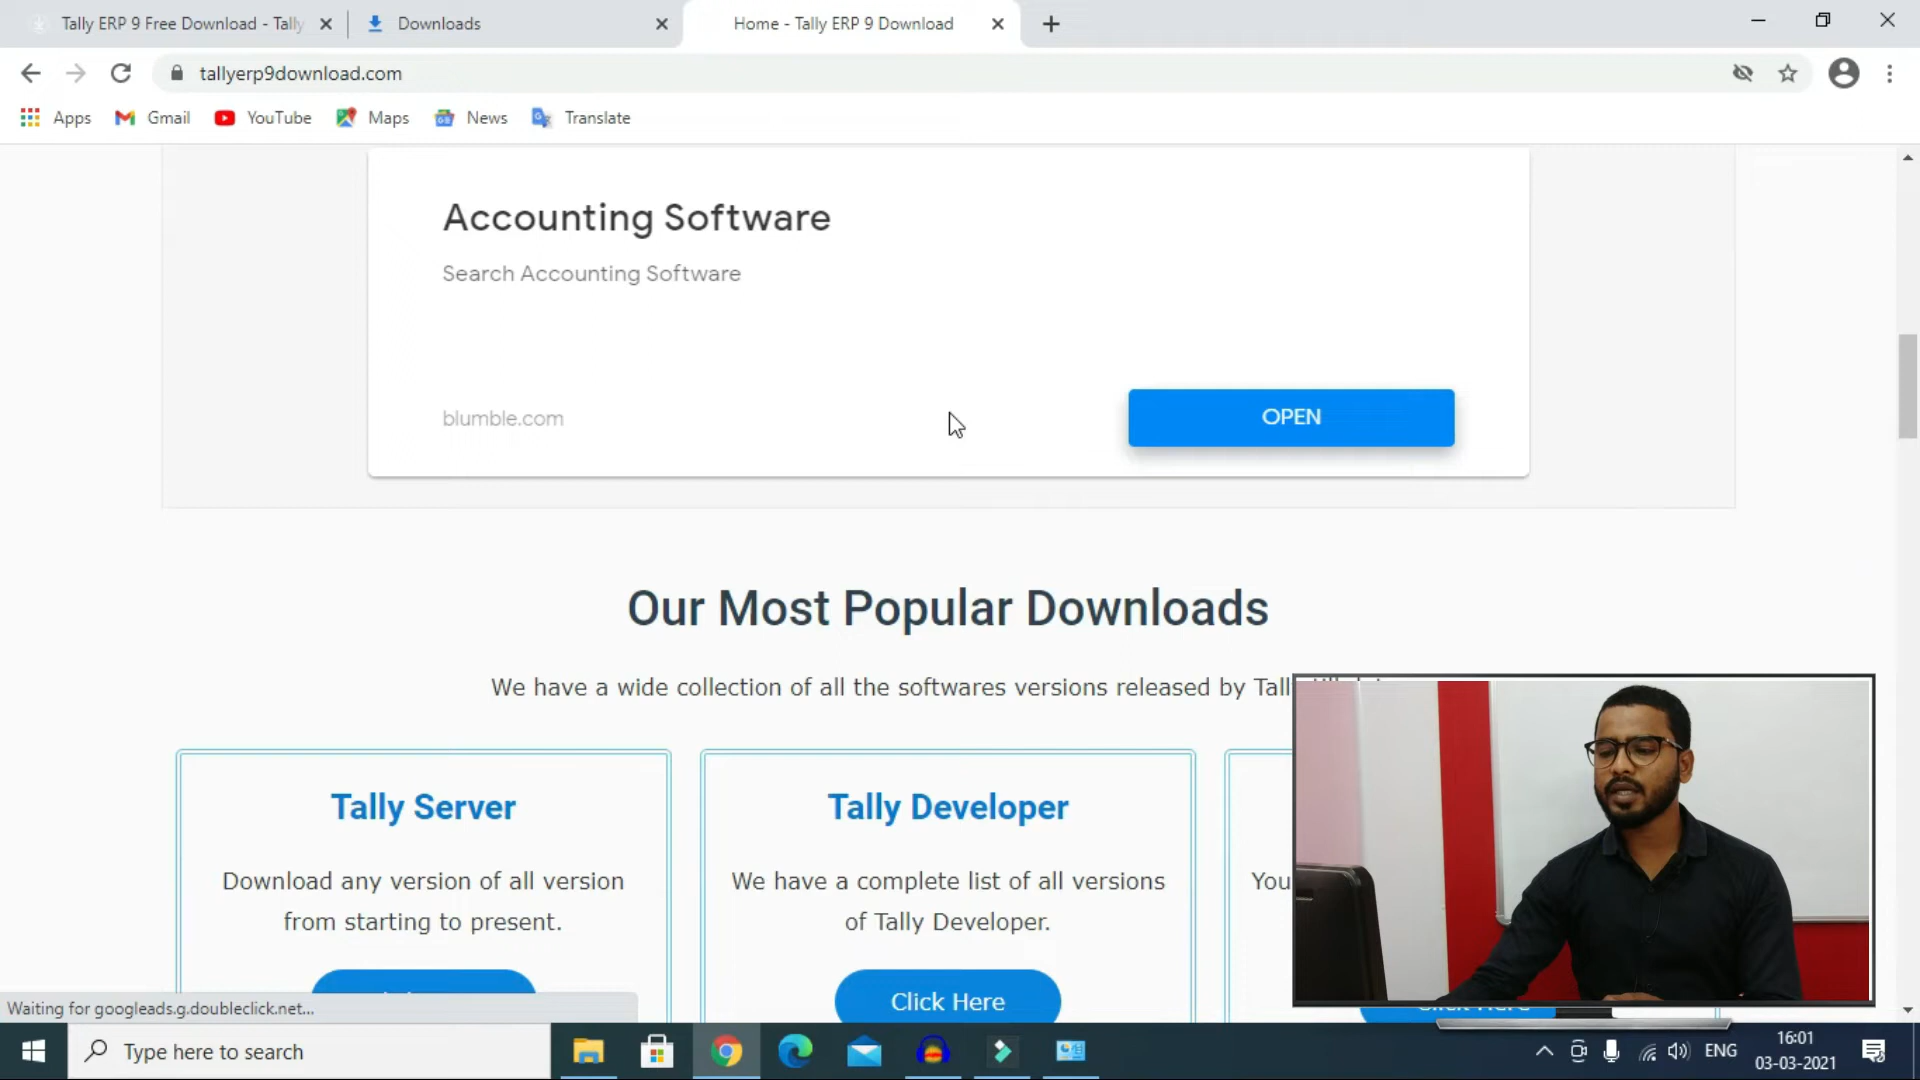 Tally ERP 9 Free Download - Tally
Downloads
Home - Tally ERP 9 Download
tallyerp9download.com
Apps
Gmail
YouTube
Maps
News
Translate
Accounting Software
Search Accounting Software
blumble.com
OPEN
Our Most Popular Downloads
We have a wide collection of all the softwares versions released by
Tally Server
Tally Developer
Download any version of all version
from starting to present.
We have a complete list of all versions
of Tally Developer.
You
Click Here
Waiting for googleads.g.doubleclick.net...
Type here to search
ENG
16:01
03-03-2021